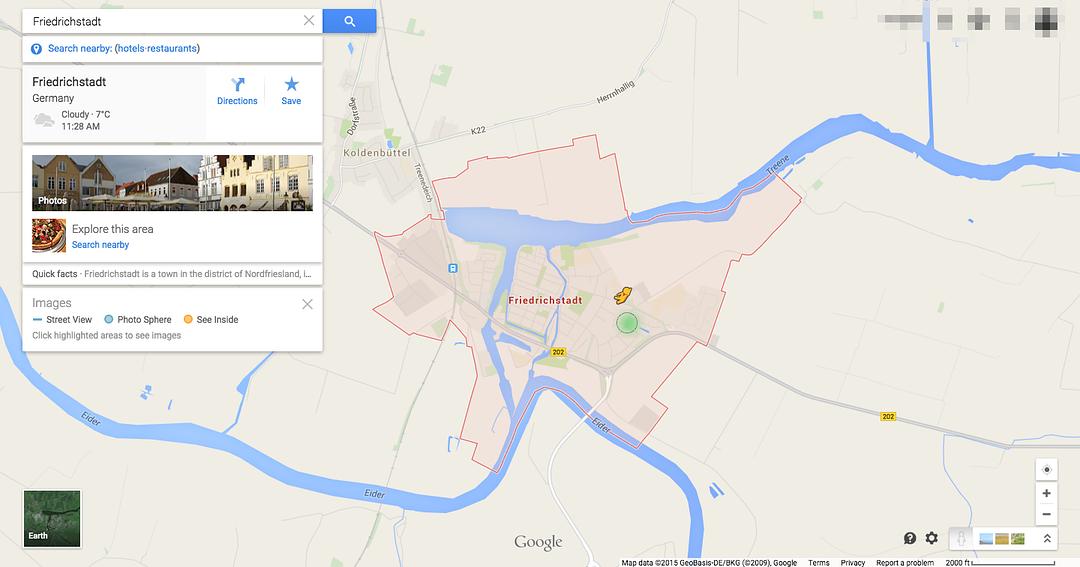 Friedrichstadt
Search nearby: (hotels·restaurants)
Friedrichstadt
Germany
Cloudy · 7°C
11:28 AM
Directions
Save
Photos
Explore this area
Search nearby
Quick facts · Friedrichstadt is a town in the district of Nordfriesland, i...
Images
Street View
Photo Sphere
See Inside
Click highlighted areas to see images
Dorfstraße
K22
Herrnhallig
Koldenbüttel
Treenedeich
Treene
Friedrichstadt
202
202
Eider
Eider
Eider
Earth
Google
Map data ©2015 GeoBasis-DE/BKG (©2009), Google
Terms
Privacy
Report a problem
2000 ft